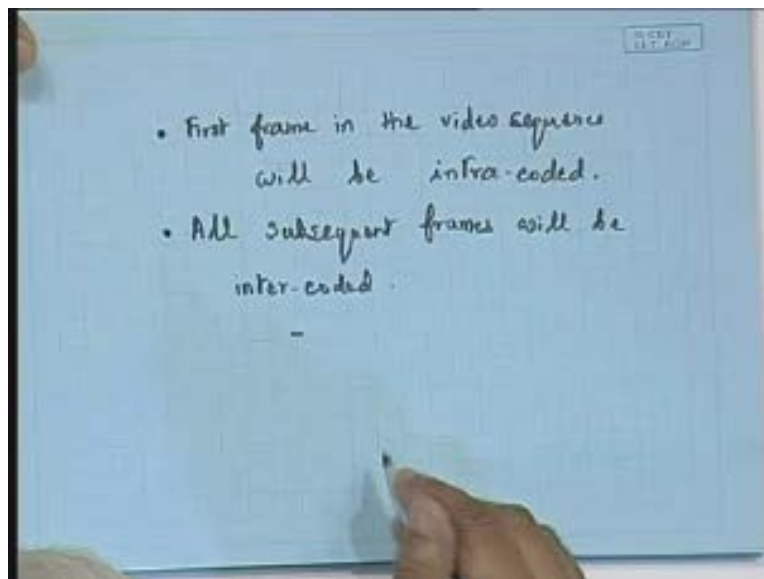 • First frame in the video sequence
will be intra-coded.
• All subsequent frames will be
inter-coded.
-